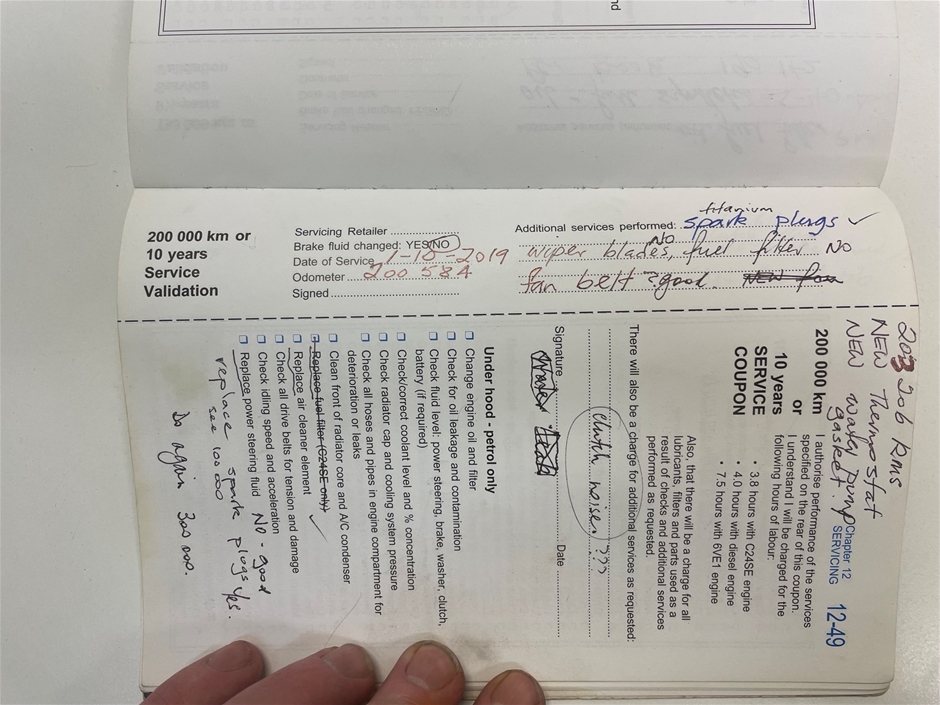 200 000 km or
10 years
Service
Validation
Servicing Retailer
Brake fluid changed: YES/NO
Date of Service 1-10-2019
Odometer 200 584
Signed
titanium
Additional services performed: spark plugs ✓
NO
wiper blades, fuel filter NO
fan belt ? good. NEW fan
203 206 kms
NEW Thermostat
NEW water pump
gasket.
Chapter 12
SERVICING 12-49
200 000 km
or
10 years
SERVICE
COUPON
I authorise performance of the services
specified on the rear of this coupon.
I understand I will be charged for the
following hours of labour:
• 3.8 hours with C24SE engine
• 4.0 hours with diesel engine
• 7.5 hours with 6VE1 engine
Also, that there will be a charge for all
lubricants, filters and parts used as a
result of checks and additional services
performed as requested.
There will also be a charge for additional services as requested:
Clutch noise. ???
Signature Date
Under hood - petrol only
Change engine oil and filter
Check for oil leakage and contamination
Check fluid level: power steering, brake, washer, clutch,
battery (if required)
Check/correct coolant level and % concentration
Check radiator cap and cooling system pressure
Check all hoses and pipes in engine compartment for
deterioration or leaks
Clean front of radiator core and A/C condenser
Replace fuel filter (C24SE only) ✓
Replace air cleaner element
Check all drive belts for tension and damage
Check idling speed and acceleration
Replace power steering fluid No - good
replace spark plugs yes.
see 100 000
Do again 300 000.